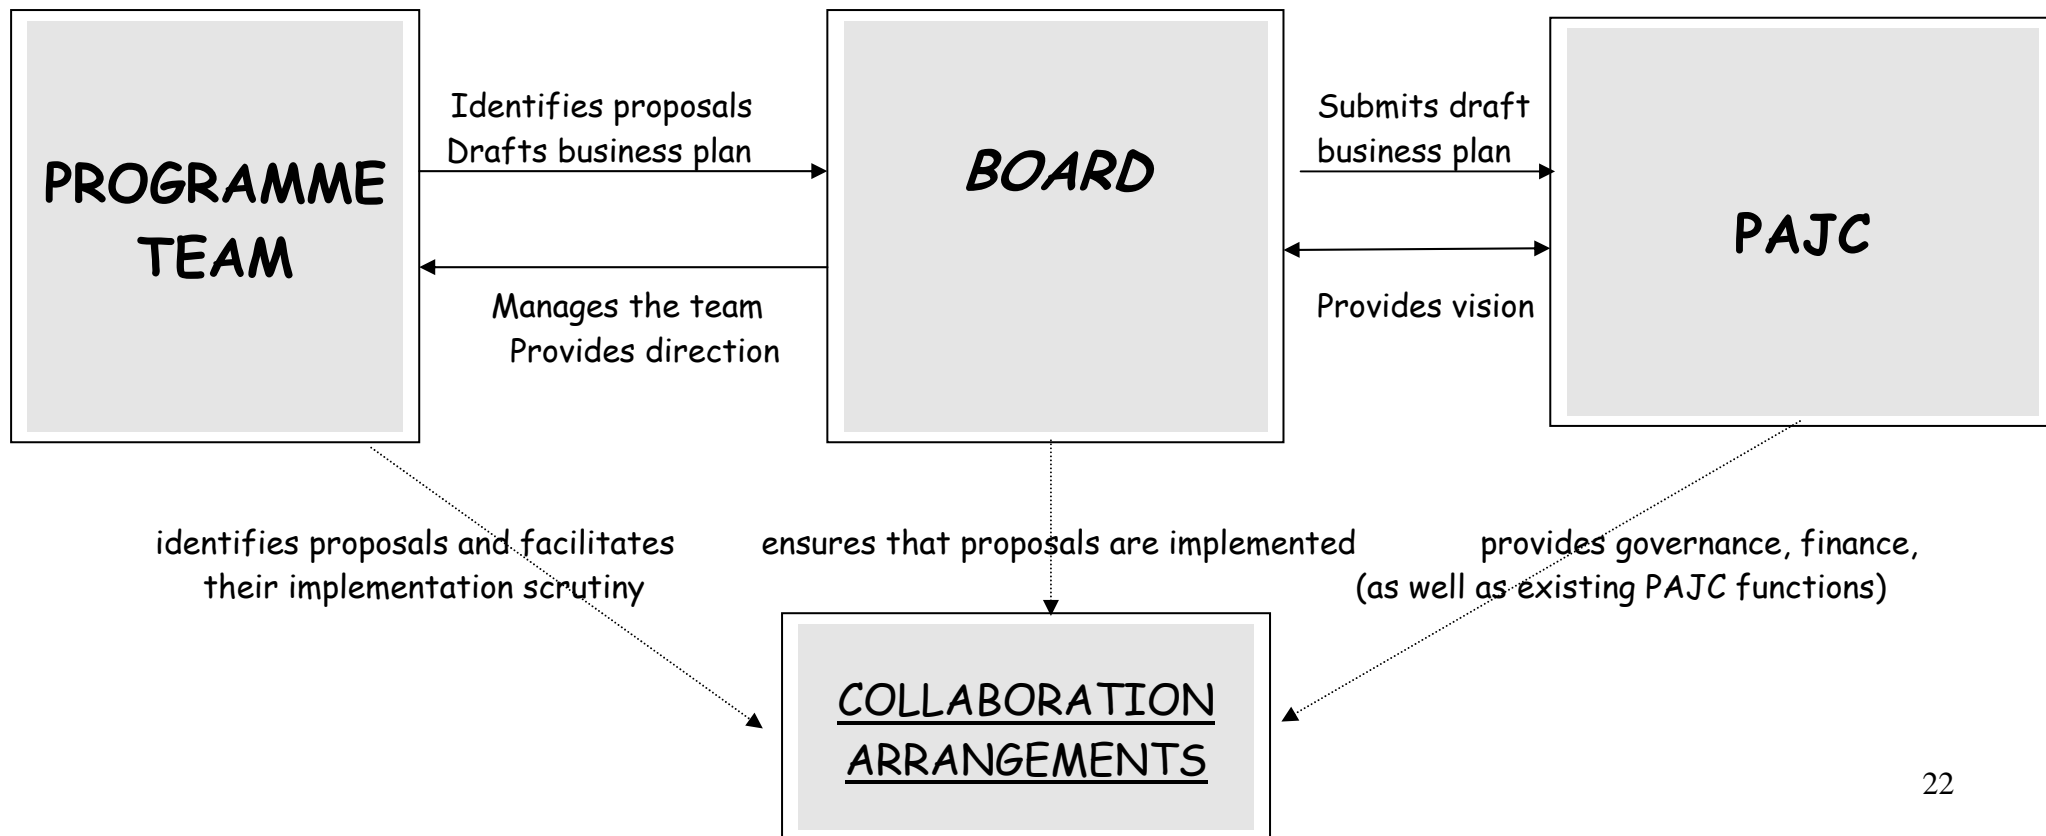 Identifies proposals
Drafts business plan
PROGRAMME
TEAM
Manages the team
Provides direction
BOARD
Submits draft
business plan
Provides vision
PAJC
identifies proposals and facilitates
their implementation scrutiny
ensures that proposals are implemented
provides governance, finance,
(as well as existing PAJC functions)
COLLABORATION
ARRANGEMENTS
22